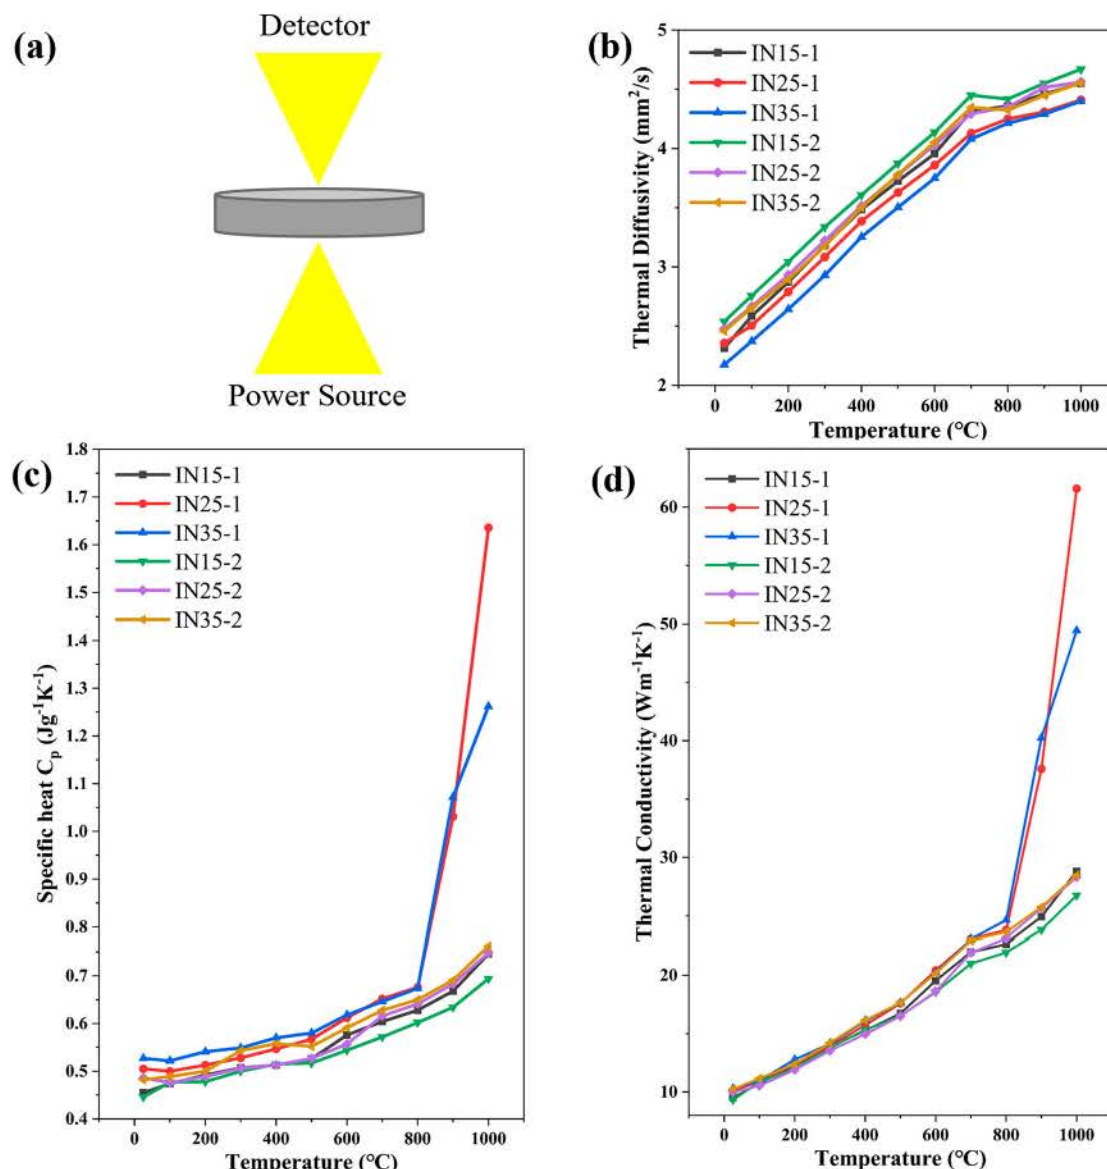 (a)
Detector
Power Source
(b)
IN15-1
IN25-1
IN35-1
IN15-2
IN25-2
IN35-2
Thermal Diffusivity (mm²/s)
5
4
3
2
0 200 400 600 800 1000
Temperature (°C)
(c)
IN15-1
IN25-1
IN35-1
IN15-2
IN25-2
IN35-2
Specific heat Cₚ (Jg⁻¹K⁻¹)
1.8
1.7
1.6
1.5
1.4
1.3
1.2
1.1
1.0
0.9
0.8
0.7
0.6
0.5
0.4
0 200 400 600 800 1000
Temperature (°C)
(d)
IN15-1
IN25-1
IN35-1
IN15-2
IN25-2
IN35-2
Thermal Conductivity (Wm⁻¹K⁻¹)
60
50
40
30
20
10
0 200 400 600 800 1000
Temperature (°C)